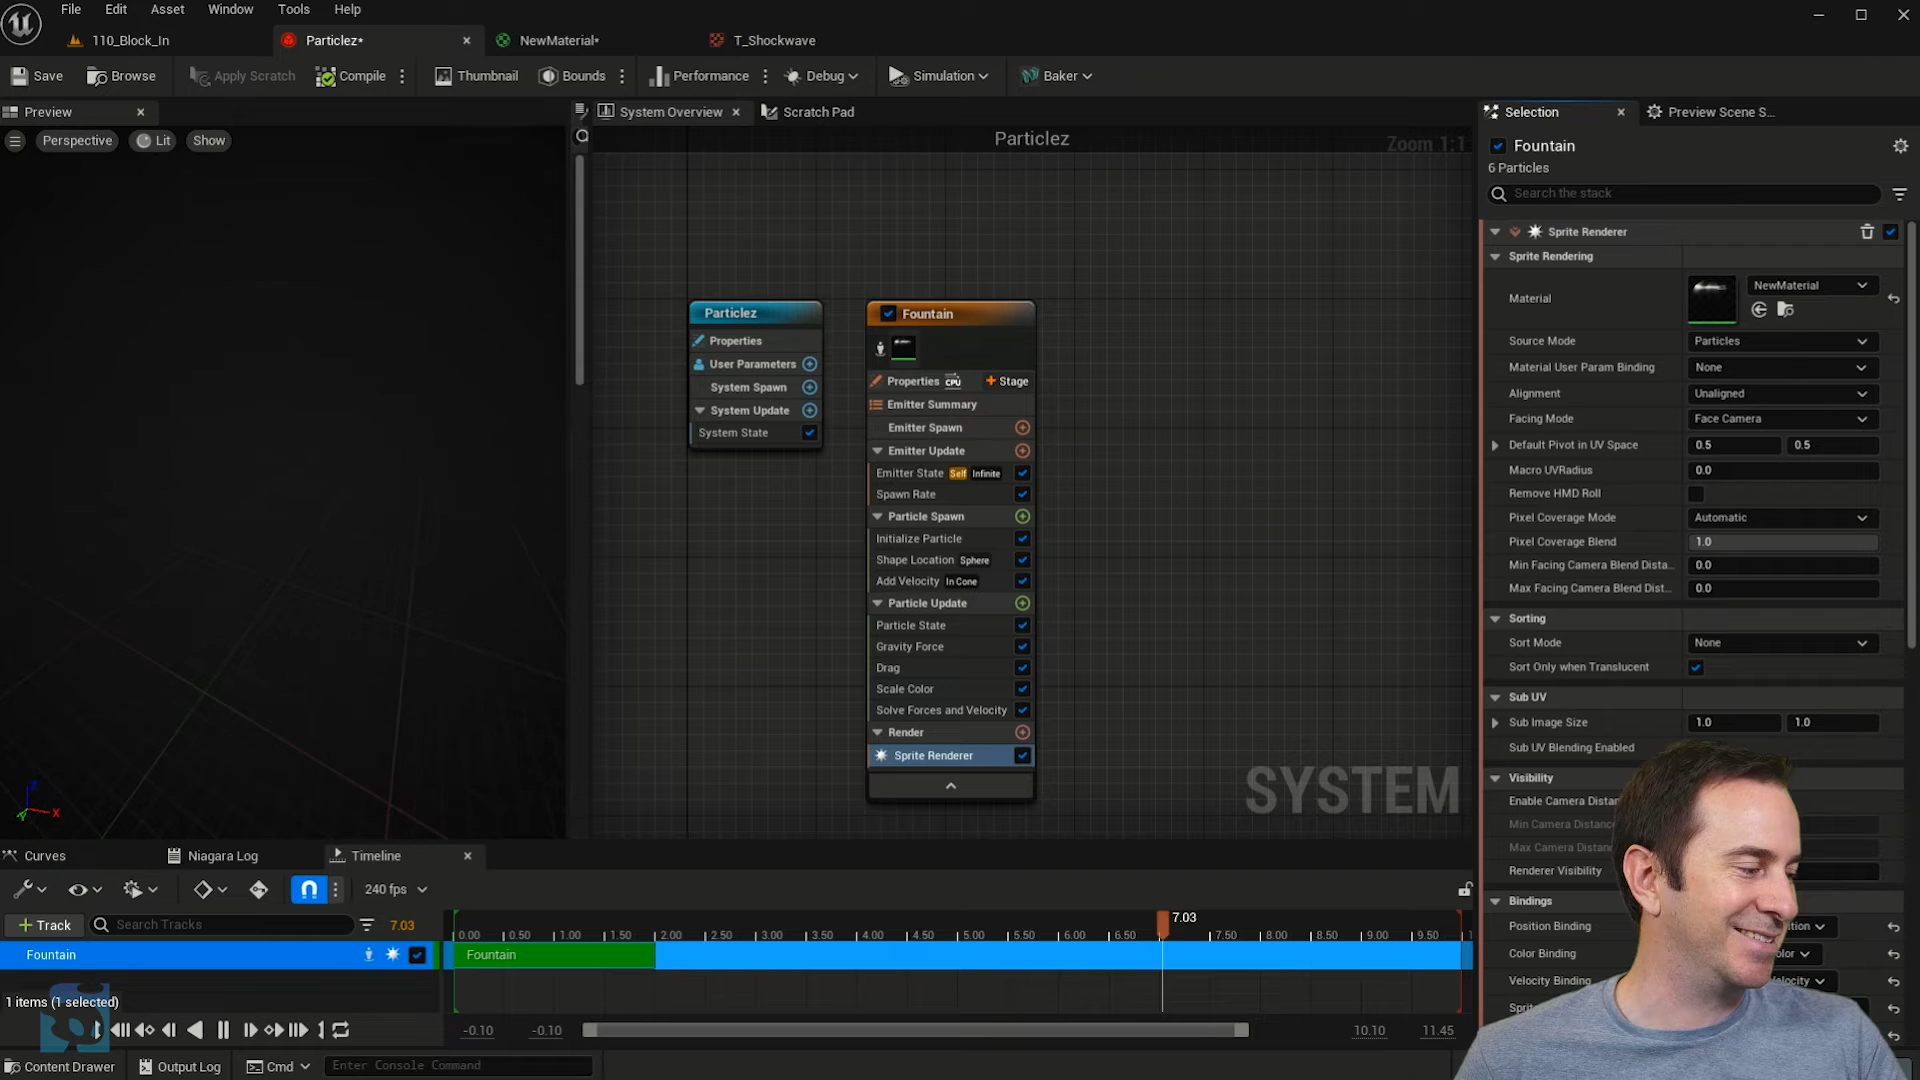 File Edit Asset Window Tools Help
110_Block_In Particlez* NewMaterial* T_Shockwave
Save Browse Apply Scratch Compile Thumbnail Bounds Performance Debug Simulation Baker
Preview System Overview Scratch Pad Selection Preview Scene S...
Perspective Lit Show
Particlez
Zoom 1:1
Fountain
6 Particles
Search the stack
Particlez
Properties
User Parameters
System Spawn
System Update
System State
Fountain
Properties CPU Stage
Emitter Summary
Emitter Spawn
Emitter Update
Emitter State Self Infinite
Spawn Rate
Particle Spawn
Initialize Particle
Shape Location Sphere
Add Velocity In Cone
Particle Update
Particle State
Gravity Force
Drag
Scale Color
Solve Forces and Velocity
Render
Sprite Renderer
SYSTEM
Sprite Renderer
Sprite Rendering
Material NewMaterial
Source Mode Particles
Material User Param Binding None
Alignment Unaligned
Facing Mode Face Camera
Default Pivot in UV Space 0.5 0.5
Macro UVRadius 0.0
Remove HMD Roll
Pixel Coverage Mode Automatic
Pixel Coverage Blend 1.0
Min Facing Camera Blend Dista... 0.0
Max Facing Camera Blend Dist... 0.0
Sorting
Sort Mode None
Sort Only when Translucent
Sub UV
Sub Image Size 1.0 1.0
Sub UV Blending Enabled
Visibility
Enable Camera Distan
Min Camera Distance
Max Camera Distan
Renderer Visibility
Bindings
Position Binding
Color Binding
Velocity Binding
Curves Niagara Log Timeline
240 fps
Track Search Tracks 7.03
7.03
0.00 0.50 1.00 1.50 2.00 2.50 3.00 3.50 4.00 4.50 5.00 5.50 6.00 6.50 7.50 8.00 8.50 9.00 9.50
Fountain Fountain
1 items (1 selected)
-0.10 -0.10 10.10 11.45
Content Drawer Output Log Cmd Enter Console Command